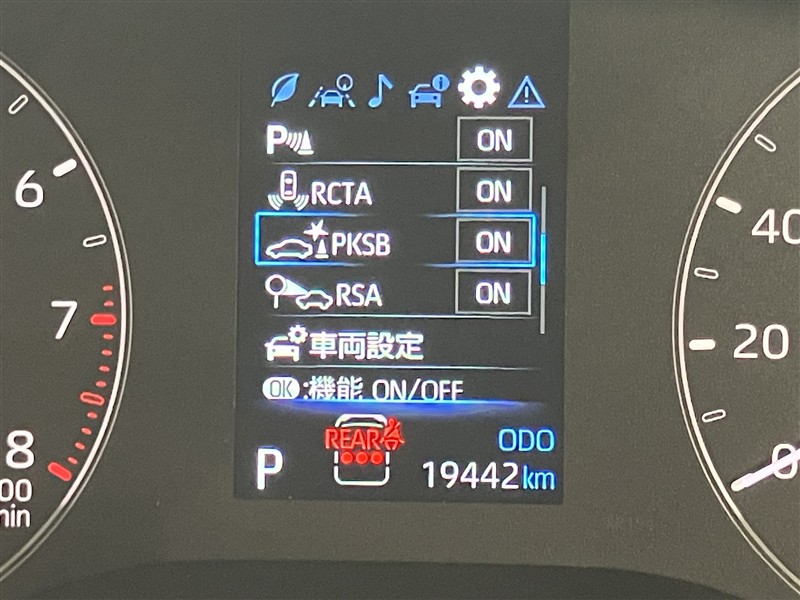 P ON
RCTA ON
PKSB ON
RSA ON
車両設定
OK:機能 ON/OFF
REAR
ODO
P 19442km
6
7
8
40
20
0